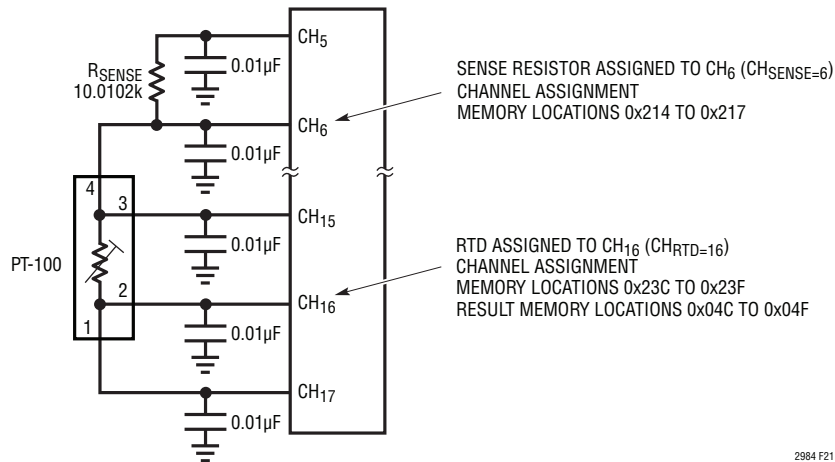 CH5
RSENSE
10.0102k
0.01µF
CH6
0.01µF
SENSE RESISTOR ASSIGNED TO CH6 (CHSENSE=6)
CHANNEL ASSIGNMENT
MEMORY LOCATIONS 0x214 TO 0x217
4
3
CH15
0.01µF
PT-100
2
CH16
1
0.01µF
RTD ASSIGNED TO CH16 (CHRTD=16)
CHANNEL ASSIGNMENT
MEMORY LOCATIONS 0x23C TO 0x23F
RESULT MEMORY LOCATIONS 0x04C TO 0x04F
CH17
0.01µF
2984 F21